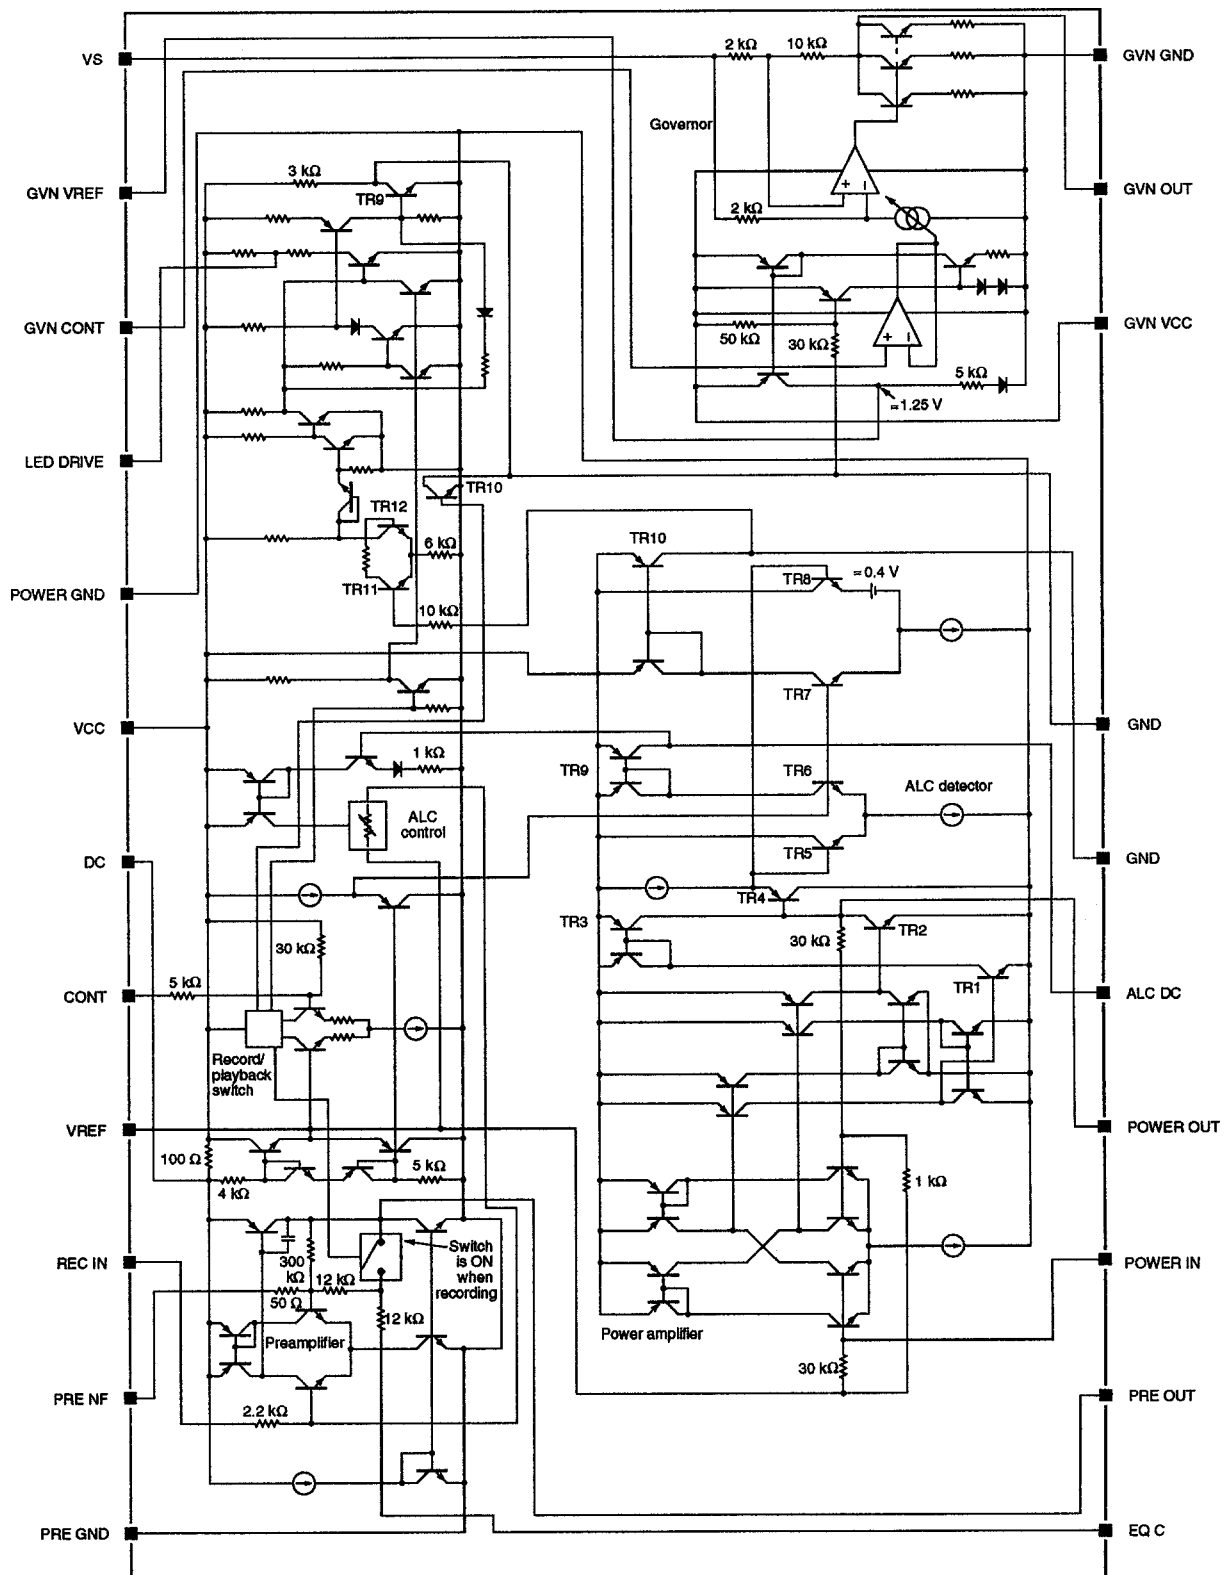 VS
GVN VREF
GVN CONT
LED DRIVE
POWER GND
VCC
DC
CONT
VREF
REC IN
PRE NF
PRE GND
GVN GND
GVN OUT
GVN VCC
GND
GND
ALC DC
POWER OUT
POWER IN
PRE OUT
EQ C
2 kΩ
10 kΩ
Governor
+
–
2 kΩ
50 kΩ
30 kΩ
+
–
5 kΩ
≈1.25 V
3 kΩ
TR9
TR10
TR12
6 kΩ
TR11
10 kΩ
1 kΩ
ALC
control
30 kΩ
5 kΩ
Record/
playback
switch
100 Ω
4 kΩ
5 kΩ
300
kΩ
50 Ω
12 kΩ
12 kΩ
Switch
is ON
when
recording
Preamplifier
2.2 kΩ
TR10
TR8
≈0.4 V
TR7
TR9
TR6
ALC detector
TR5
TR4
TR3
30 kΩ
TR2
TR1
1 kΩ
Power amplifier
30 kΩ